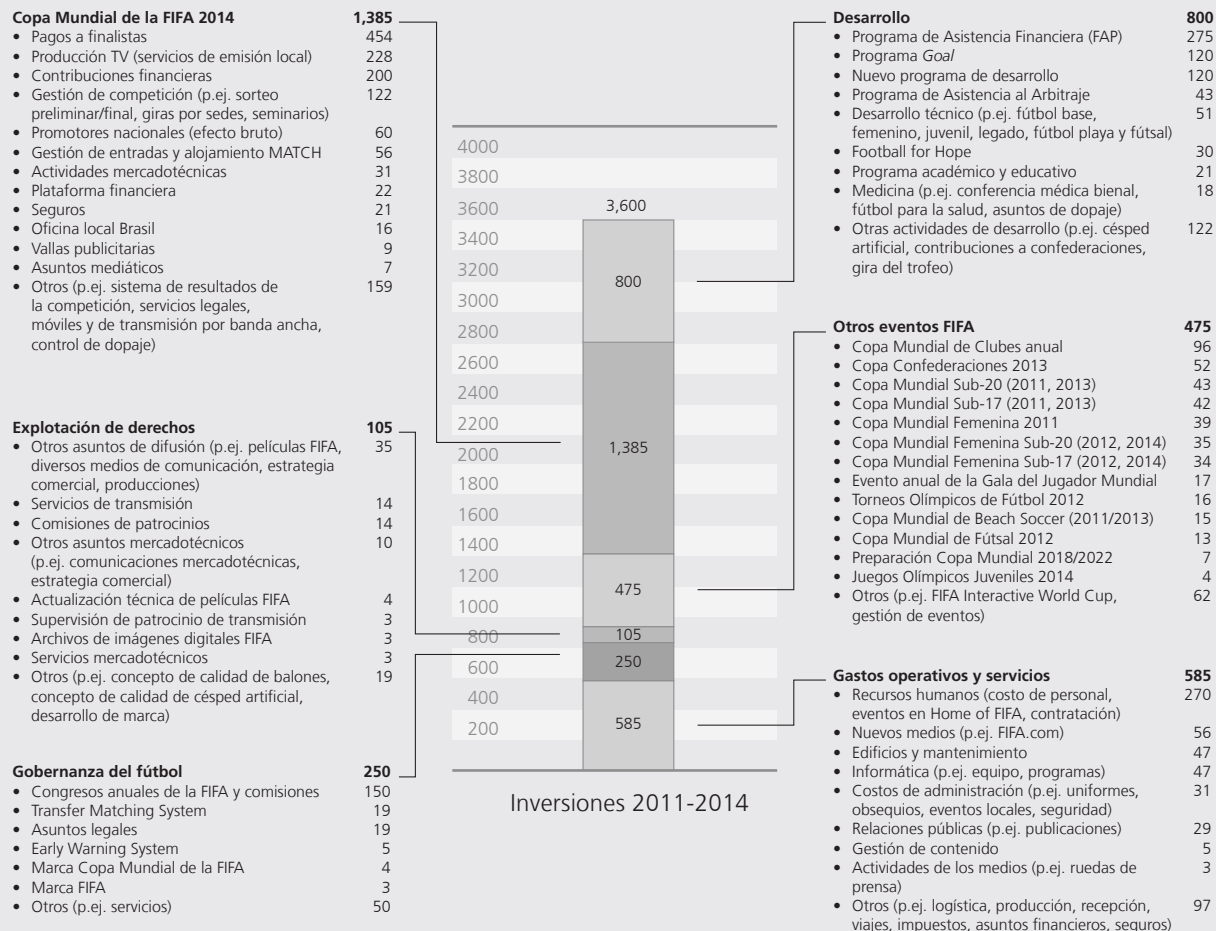 Copa Mundial de la FIFA 2014 1,385
• Pagos a finalistas 454
• Producción TV (servicios de emisión local) 228
• Contribuciones financieras 200
• Gestión de competición (p.ej. sorteo 122
preliminar/final, giras por sedes, seminarios)
• Promotores nacionales (efecto bruto) 60
• Gestión de entradas y alojamiento MATCH 56
• Actividades mercadotécnicas 31
• Plataforma financiera 22
• Seguros 21
• Oficina local Brasil 16
• Vallas publicitarias 9
• Asuntos mediáticos 7
• Otros (p.ej. sistema de resultados de 159
la competición, servicios legales,
móviles y de transmisión por banda ancha,
control de dopaje)
Explotación de derechos 105
• Otros asuntos de difusión (p.ej. películas FIFA, 35
diversos medios de comunicación, estrategia
comercial, producciones)
• Servicios de transmisión 14
• Comisiones de patrocinio 14
• Otros asuntos mercadotécnicos 10
(p.ej. comunicaciones mercadotécnicas,
estrategia comercial)
• Actualización técnica de películas FIFA 4
• Supervisión de patrocinio de transmisión 3
• Archivos de imágenes digitales FIFA 3
• Servicios mercadotécnicos 3
• Otros (p.ej. concepto de calidad de balones, 19
concepto de calidad de césped artificial,
desarrollo de marca)
Gobernanza del fútbol 250
• Congresos anuales de la FIFA y comisiones 150
• Transfer Matching System 19
• Asuntos legales 19
• Early Warning System 5
• Marca Copa Mundial de la FIFA 4
• Marca FIFA 3
• Otros (p.ej. servicios) 50
4000
3800
3600
3400
3200
3000
2800
2600
2400
2200
2000
1800
1600
1400
1200
1000
800
600
400
200
3,600
800
1,385
475
105
250
585
Inversiones 2011-2014
Desarrollo 800
• Programa de Asistencia Financiera (FAP) 275
• Programa Goal 120
• Nuevo programa de desarrollo 120
• Programa de Asistencia al Arbitraje 43
• Desarrollo técnico (p.ej. fútbol base, 51
femenino, juvenil, legado, fútbol playa y fútsal)
• Football for Hope 30
• Programa académico y educativo 21
• Medicina (p.ej. conferencia médica bienal, 18
fútbol para la salud, asuntos de dopaje)
• Otras actividades de desarrollo (p.ej. césped 122
artificial, contribuciones a confederaciones,
gira del trofeo)
Otros eventos FIFA 475
• Copa Mundial de Clubes anual 96
• Copa Confederaciones 2013 52
• Copa Mundial Sub-20 (2011, 2013) 43
• Copa Mundial Sub-17 (2011, 2013) 42
• Copa Mundial Femenina 2011 39
• Copa Mundial Femenina Sub-20 (2012, 2014) 35
• Copa Mundial Femenina Sub-17 (2012, 2014) 34
• Evento anual de la Gala del Jugador Mundial 17
• Torneos Olímpicos de Fútbol 2012 16
• Copa Mundial de Beach Soccer (2011/2013) 15
• Copa Mundial de Fútsal 2012 13
• Preparación Copa Mundial 2018/2022 7
• Juegos Olímpicos Juveniles 2014 4
• Otros (p.ej. FIFA Interactive World Cup, 62
gestión de eventos)
Gastos operativos y servicios 585
• Recursos humanos (costo de personal, 270
eventos en Home of FIFA, contratación)
• Nuevos medios (p.ej. FIFA.com) 56
• Edificios y mantenimiento 47
• Informática (p.ej. equipo, programas) 47
• Costos de administración (p.ej. uniformes, 31
obsequios, eventos locales, seguridad)
• Relaciones públicas (p.ej. publicaciones) 29
• Gestión de contenido 5
• Actividades de los medios (p.ej. ruedas de 3
prensa)
• Otros (p.ej. logística, producción, recepción, 97
viajes, impuestos, asuntos financieros, seguros)